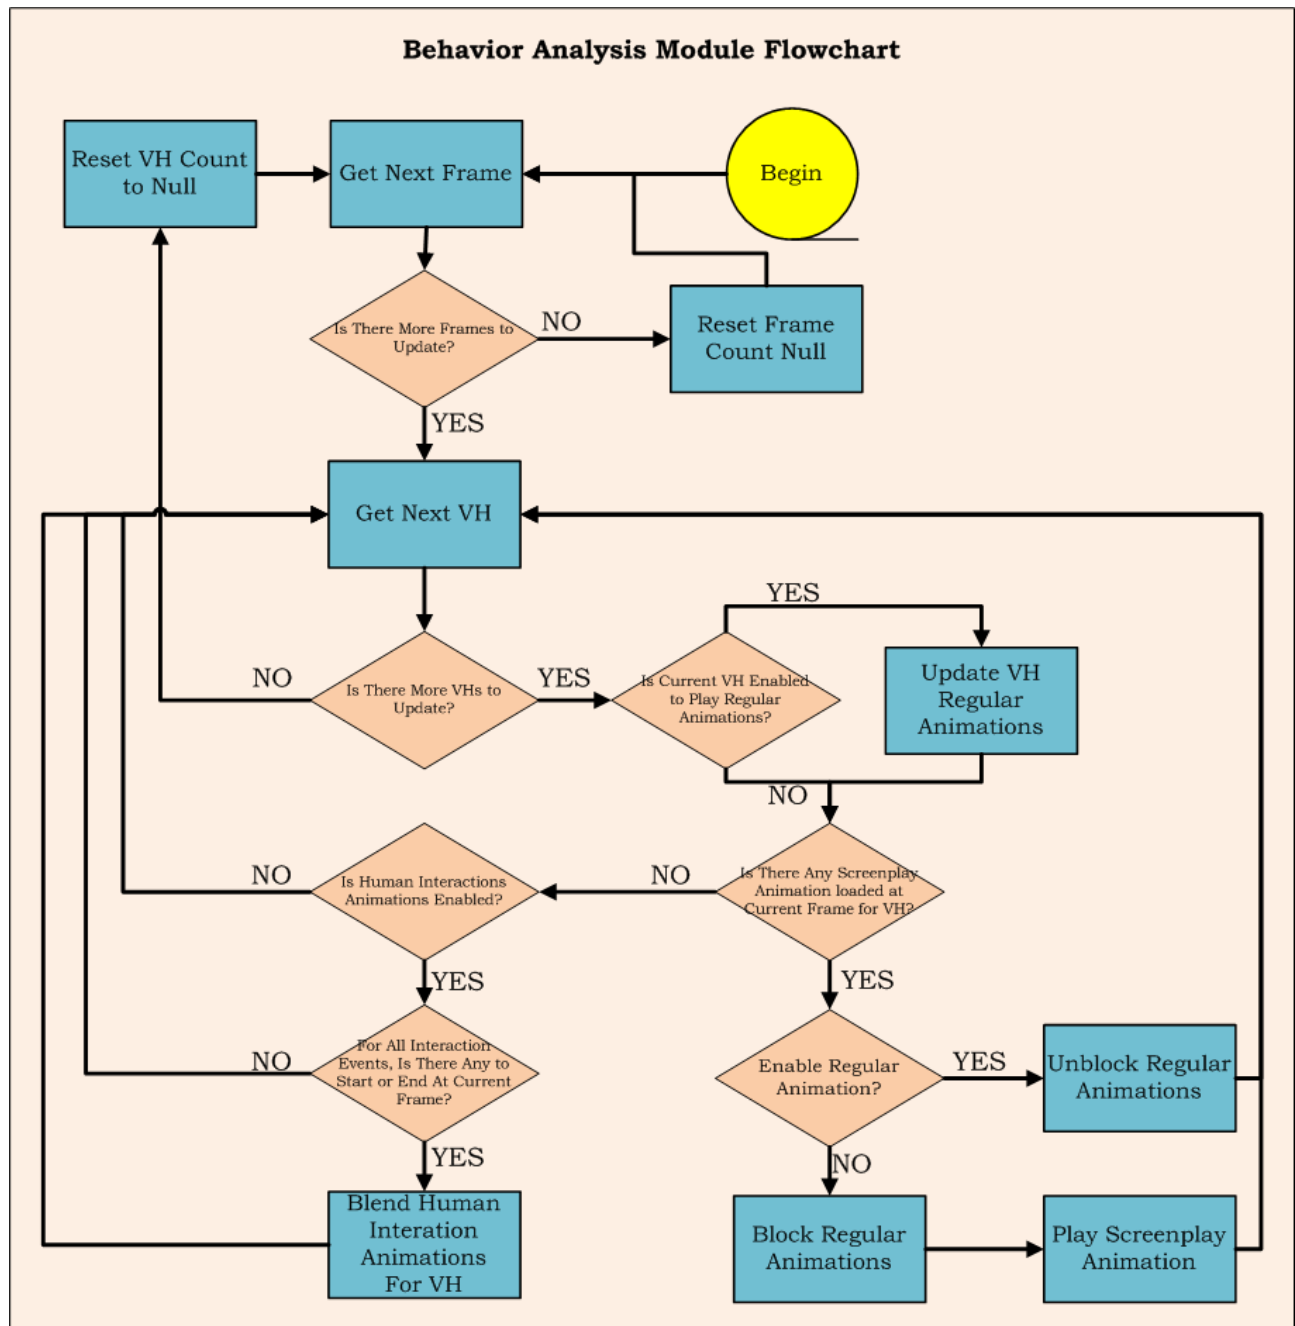 Behavior Analysis Module Flowchart
Reset VH Count
to Null
Get Next Frame
Begin
Is There More Frames to
Update?
NO
Reset Frame
Count Null
YES
Get Next VH
YES
NO
Is There More VHs to
Update?
YES
Is Current VH Enabled
to Play Regular
Animations?
Update VH
Regular
Animations
NO
NO
Is Human Interactions
Animations Enabled?
NO
Is There Any Screenplay
Animation loaded at
Current Frame for VH?
YES
YES
NO
For All Interaction
Events, Is There Any to
Start or End At Current
Frame?
Enable Regular
Animation?
YES
Unblock Regular
Animations
YES
NO
Blend Human
Interation
Animations
For VH
Block Regular
Animations
Play Screenplay
Animation